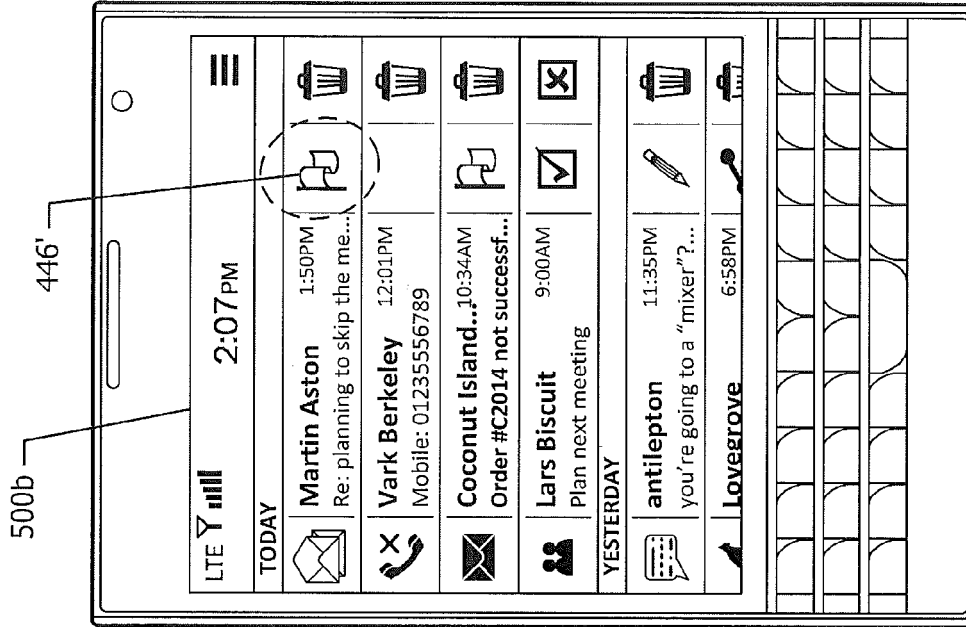 500b
446'
LTE 2:07PM
TODAY
Martin Aston 1:50PM
Re: planning to skip the me...
Vark Berkeley 12:01PM
Mobile: 01235556789
Coconut Island... 10:34AM
Order #C2014 not successf...
Lars Biscuit 9:00AM
Plan next meeting
YESTERDAY
antilepton 11:35PM
you're going to a "mixer"?...
Lovegrove 6:58PM